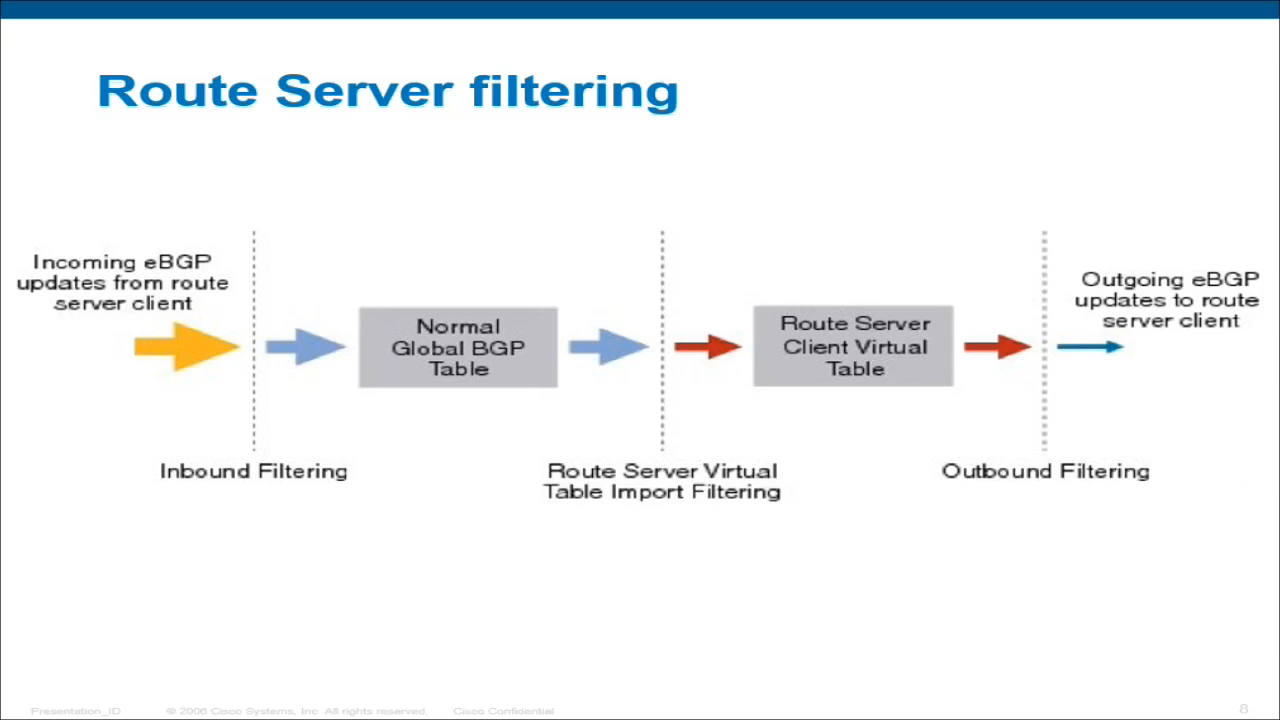 Route Server filtering
Incoming eBGP
updates from route
server client
Normal
Global BGP
Table
Route Server
Client Virtual
Table
Outgoing eBGP
updates to route
server client
Inbound Filtering
Route Server Virtual
Table Import Filtering
Outbound Filtering
Presentation_ID
© 2006 Cisco Systems, Inc. All rights reserved.
Cisco Confidential
8